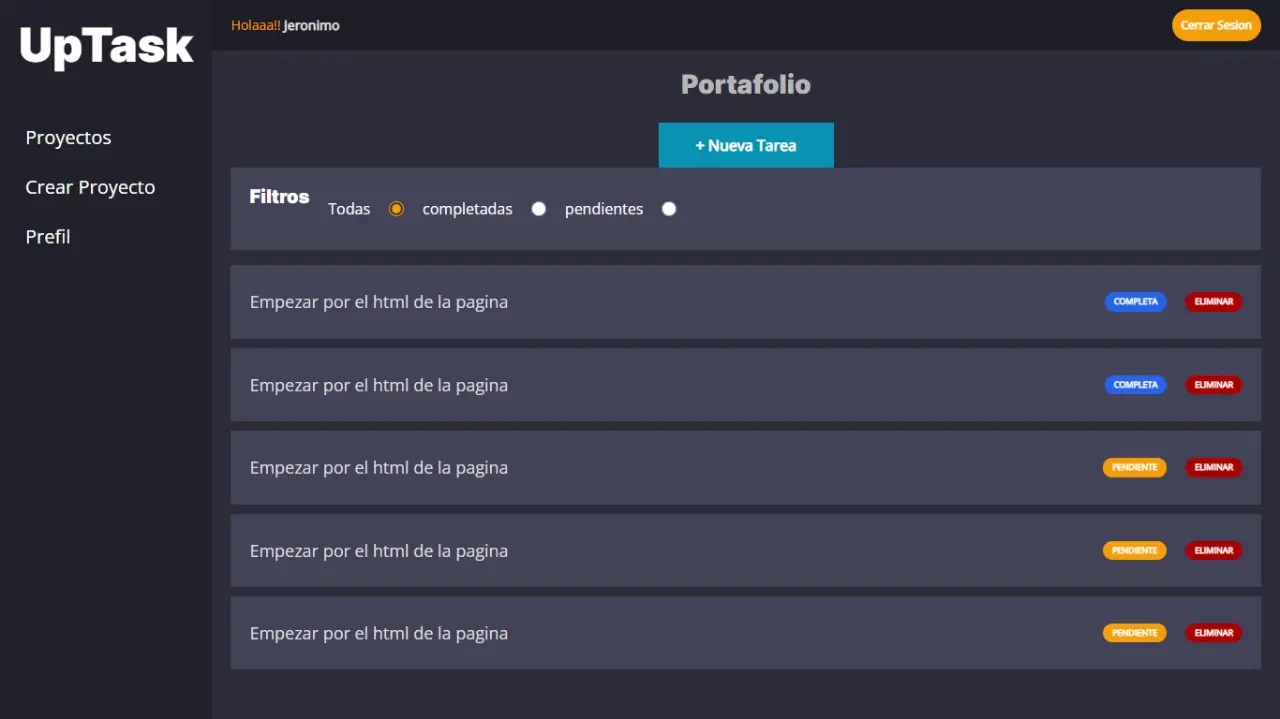 UpTask
Holaaa!! Jeronimo
Cerrar Sesion
Proyectos
Crear Proyecto
Prefil
Portafolio
+ Nueva Tarea
Filtros
Todas completadas pendientes
Empezar por el html de la pagina COMPLETA ELIMINAR
Empezar por el html de la pagina COMPLETA ELIMINAR
Empezar por el html de la pagina PENDIENTE ELIMINAR
Empezar por el html de la pagina PENDIENTE ELIMINAR
Empezar por el html de la pagina PENDIENTE ELIMINAR